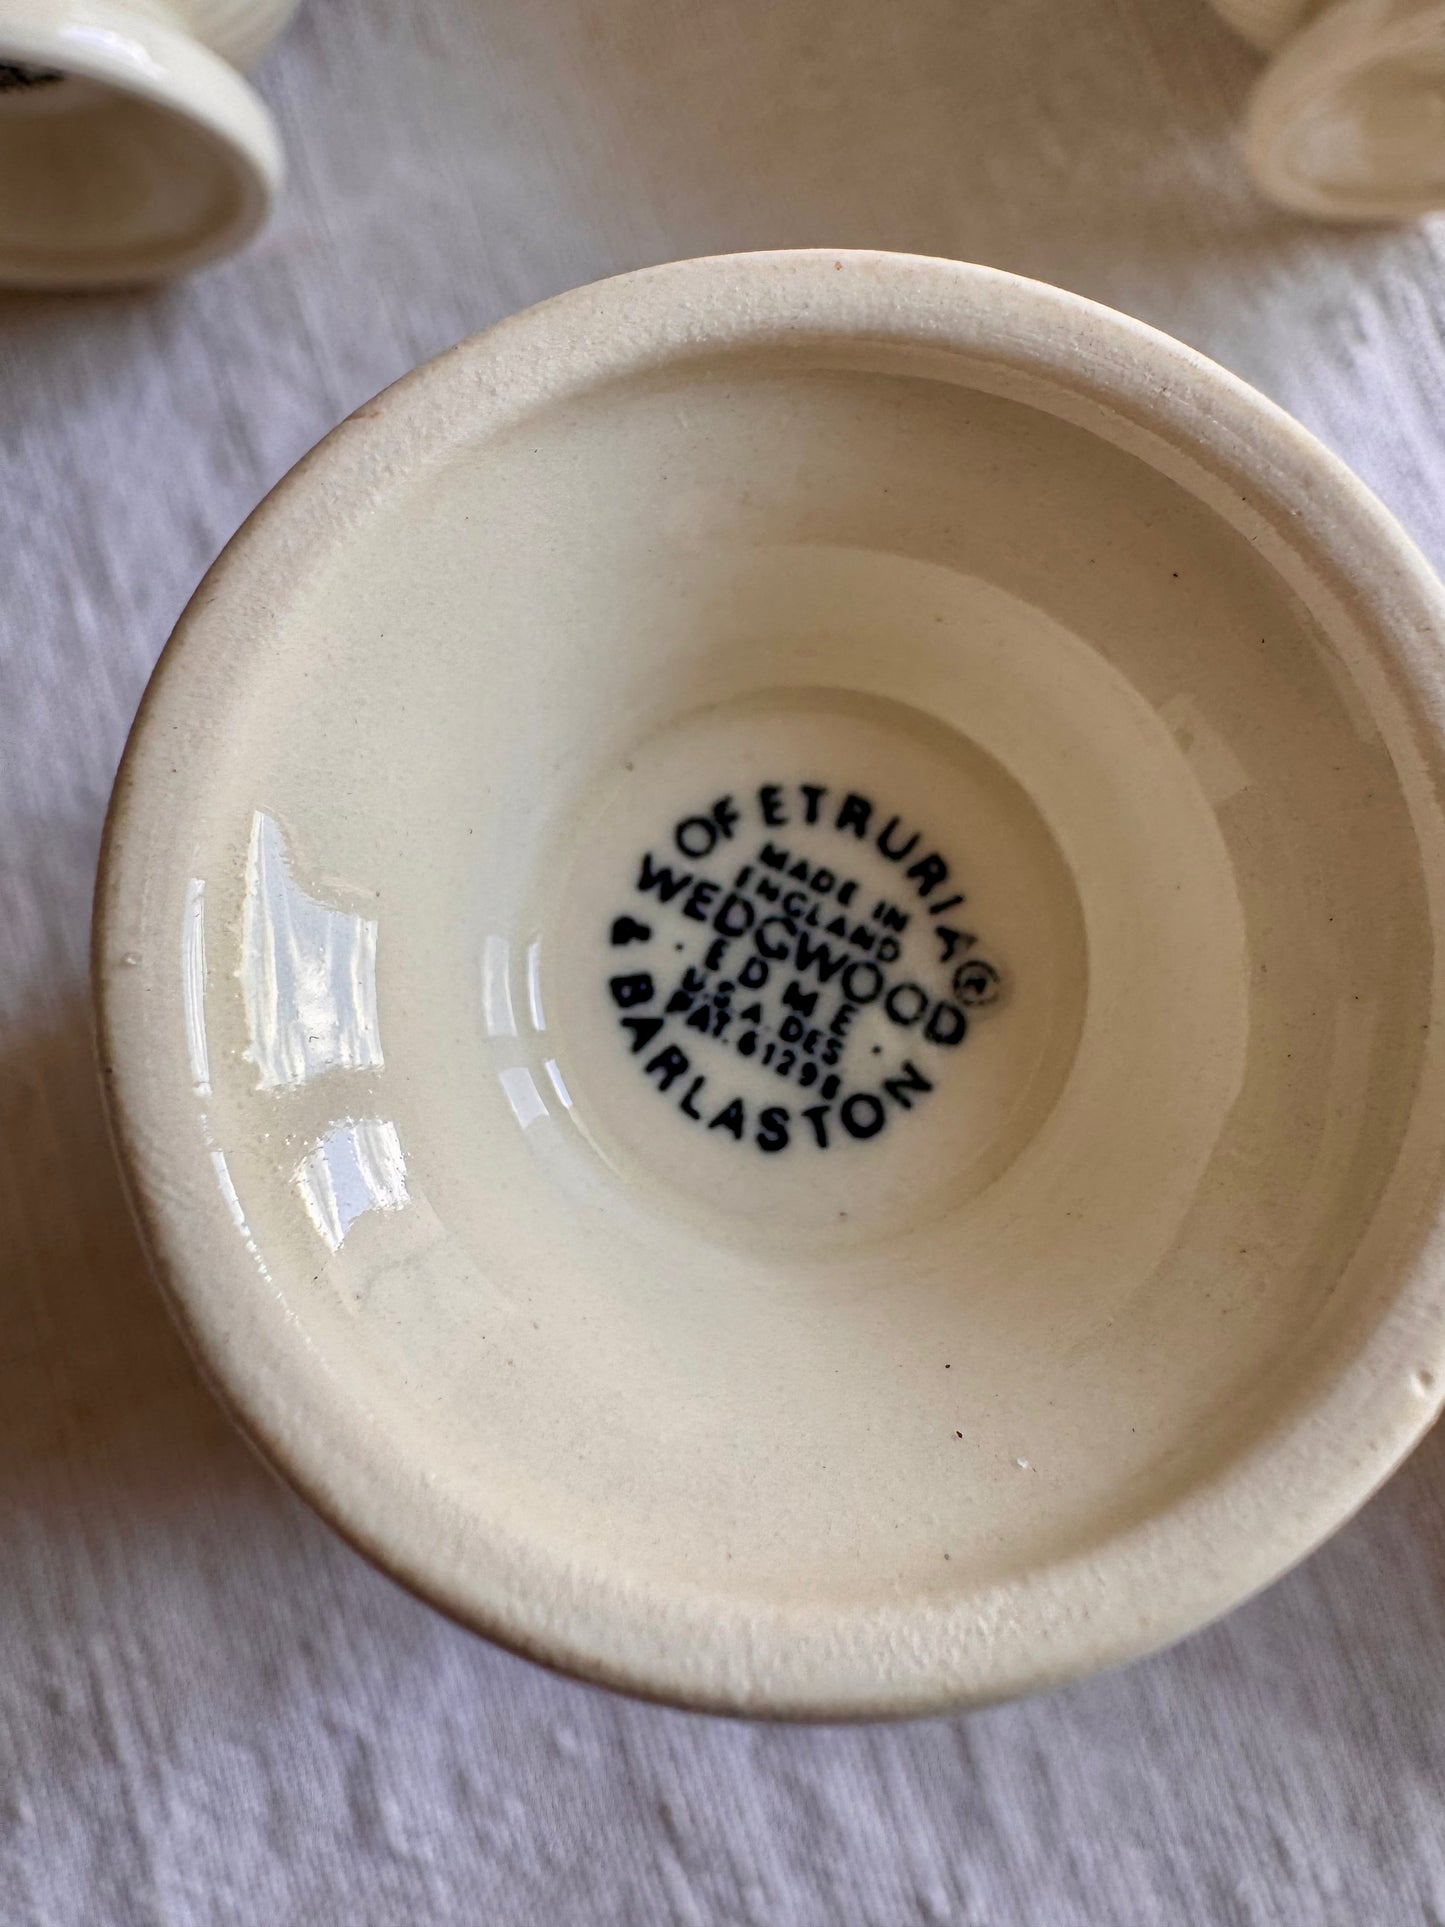 OF ETRURIA ®
MADE IN
ENGLAND
WEDGWOOD
· EDME ·
U.S.A. DES.
PAT. 61298
& BARLASTON